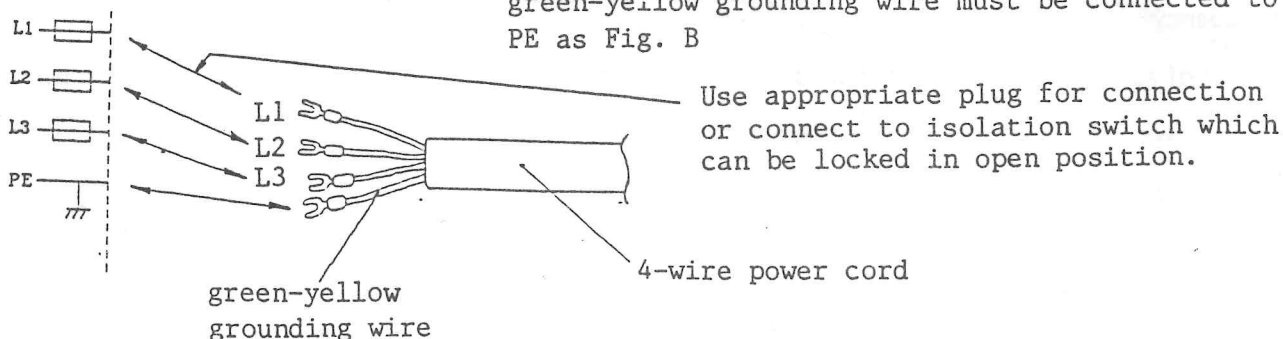 green-yellow grounding wire must be connected to
PE as Fig. B
L1
L2
L3
PE
L1
L2
L3
Use appropriate plug for connection
or connect to isolation switch which
can be locked in open position.
4-wire power cord
green-yellow
grounding wire